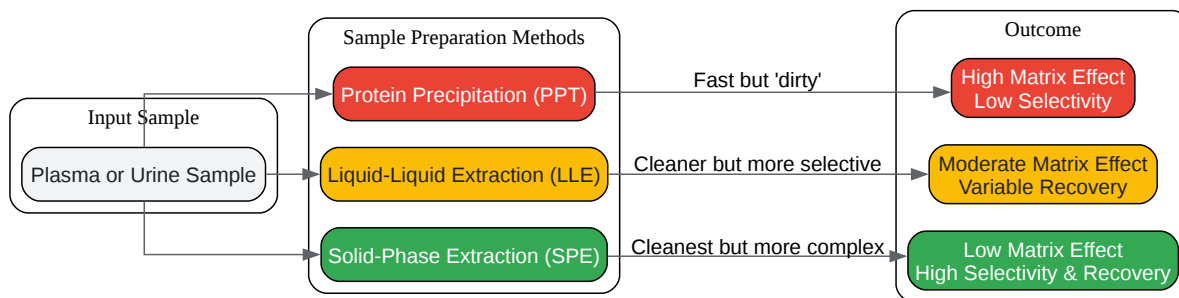 Input Sample
Plasma or Urine Sample
Sample Preparation Methods
Protein Precipitation (PPT)
Liquid-Liquid Extraction (LLE)
Solid-Phase Extraction (SPE)
Fast but 'dirty'
Cleaner but more selective
Cleanest but more complex
Outcome
High Matrix Effect
Low Selectivity
Moderate Matrix Effect
Variable Recovery
Low Matrix Effect
High Selectivity & Recovery